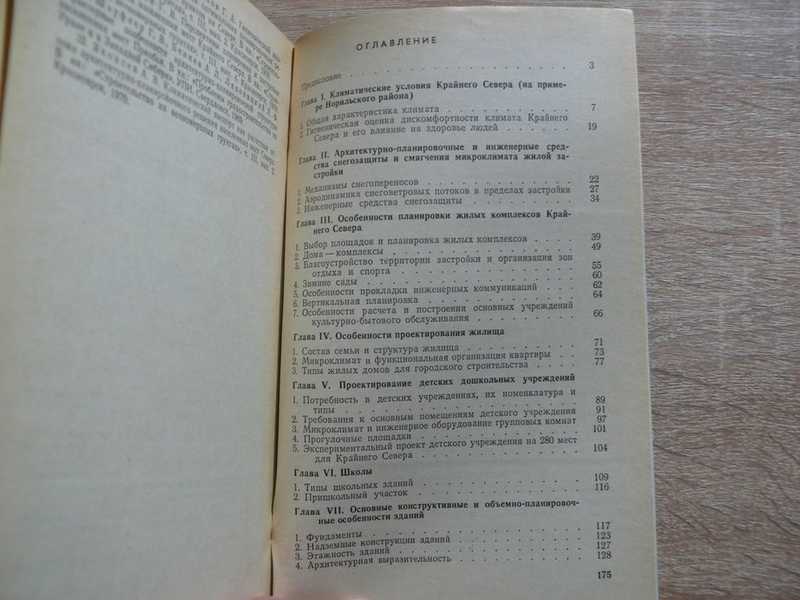 ОГЛАВЛЕНИЕ
Предисловие 3
Глава I. Климатические условия Крайнего Севера (на приме-
ре Норильского района)
1. Общая характеристика климата 7
2. Гигиеническая оценка дискомфортности климата Крайнего
Севера и его влияние на здоровье людей 19
Глава II. Архитектурно-планировочные и инженерные сред-
ства снегозащиты и смягчения микроклимата жилой за-
стройки
1. Механизмы снегопереносов 22
2. Аэродинамика снеговетровых потоков в пределах застройки 27
3. Инженерные средства снегозащиты 34
Глава III. Особенности планировки жилых комплексов Край-
него Севера
1. Выбор площадок и планировка жилых комплексов 39
2. Дома — комплексы 49
3. Благоустройство территории застройки и организация зон
отдыха и спорта 55
4. Зимние сады 60
5. Особенности прокладки инженерных коммуникаций 62
6. Вертикальная планировка 64
7. Особенности расчета и построения основных учреждений
культурно-бытового обслуживания 66
Глава IV. Особенности проектирования жилища
1. Состав семьи и структура жилища 71
2. Микроклимат и функциональная организация квартиры 73
3. Типы жилых домов для городского строительства 77
Глава V. Проектирование детских дошкольных учреждений
1. Потребность в детских учреждениях, их номенклатура и
типы 89
2. Требования к основным помещениям детского учреждения 91
3. Микроклимат и инженерное оборудование групповых комнат 97
4. Прогулочные площадки 101
5. Экспериментальный проект детского учреждения на 280 мест
для Крайнего Севера 104
Глава VI. Школы
1. Типы школьных зданий 109
2. Пришкольный участок 116
Глава VII. Основные конструктивные и объемно-планировоч-
ные особенности зданий
1. Фундаменты 117
2. Надземные конструкции зданий 123
3. Этажность зданий 127
4. Архитектурная выразительность 128
175